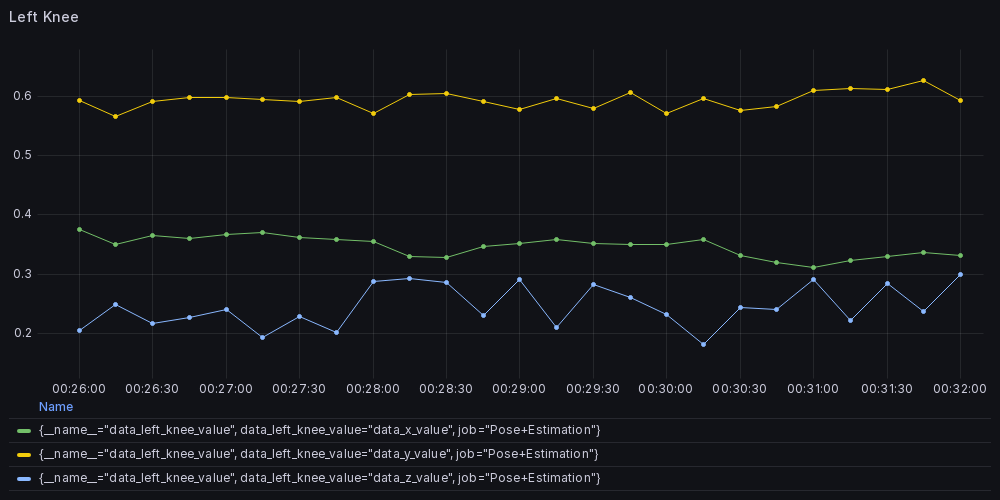 Left Knee
0.6
0.5
0.4
0.3
0.2
00:26:00 00:26:30 00:27:00 00:27:30 00:28:00 00:28:30 00:29:00 00:29:30 00:30:00 00:30:30 00:31:00 00:31:30 00:32:00
Name
{__name__="data_left_knee_value", data_left_knee_value="data_x_value", job="Pose+Estimation"}
{__name__="data_left_knee_value", data_left_knee_value="data_y_value", job="Pose+Estimation"}
{__name__="data_left_knee_value", data_left_knee_value="data_z_value", job="Pose+Estimation"}